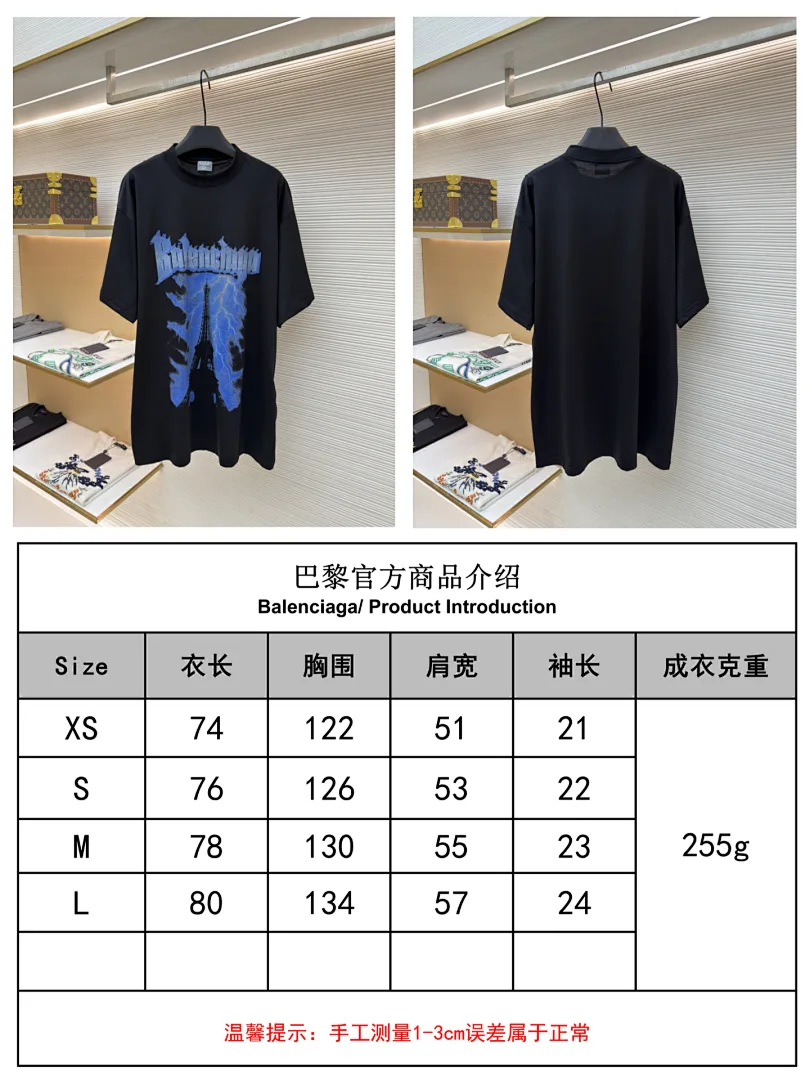 Balenciaga
巴黎官方商品介绍
Balenciaga/ Product Introduction
Size 衣长 胸围 肩宽 袖长 成衣克重
XS 74 122 51 21
S 76 126 53 22
M 78 130 55 23
L 80 134 57 24
255g
温馨提示：手工测量1-3cm误差属于正常